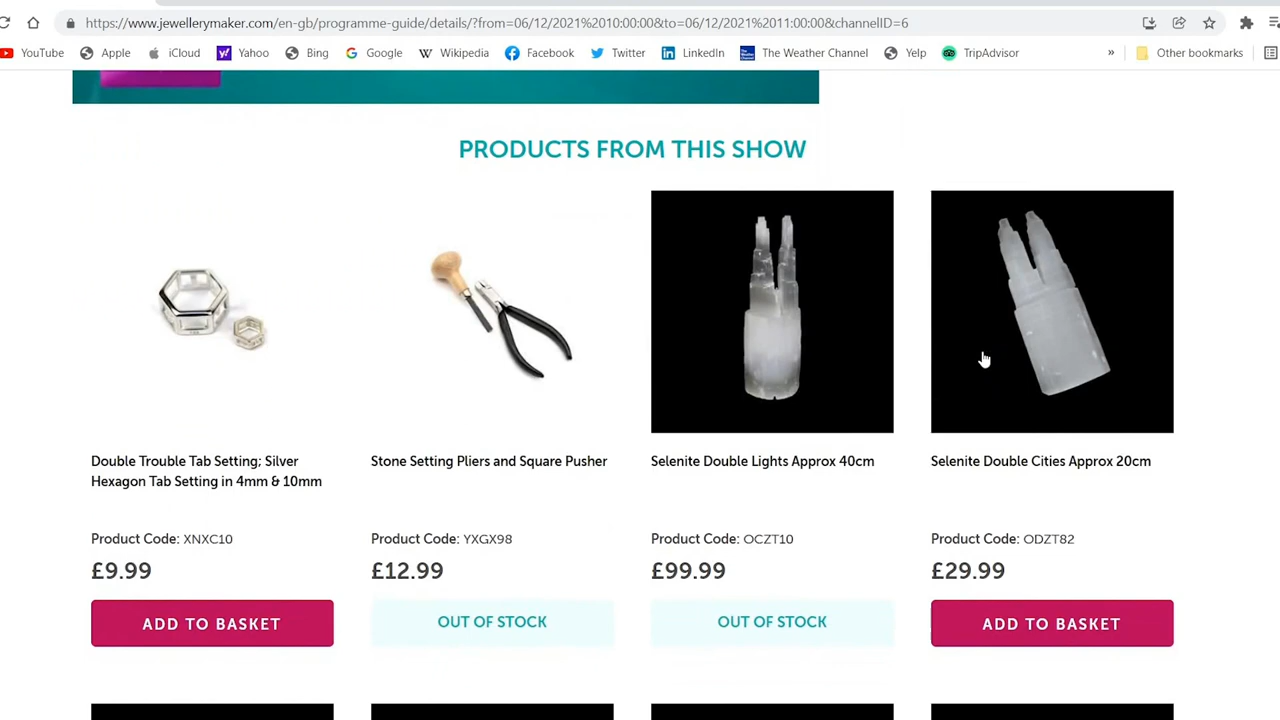 https://www.jewellerymaker.com/en-gb/programme-guide/details/?from=06/12/2021%2010:00:00&to=06/12/2021%2011:00:00&channelID=6
YouTube Apple iCloud Yahoo Bing Google Wikipedia Facebook Twitter LinkedIn The Weather Channel Yelp TripAdvisor » Other bookmarks
PRODUCTS FROM THIS SHOW
Double Trouble Tab Setting; Silver
Hexagon Tab Setting in 4mm & 10mm
Product Code: XNXC10
£9.99
ADD TO BASKET
Stone Setting Pliers and Square Pusher
Product Code: YXGX98
£12.99
OUT OF STOCK
Selenite Double Lights Approx 40cm
Product Code: OCZT10
£99.99
OUT OF STOCK
Selenite Double Cities Approx 20cm
Product Code: ODZT82
£29.99
ADD TO BASKET